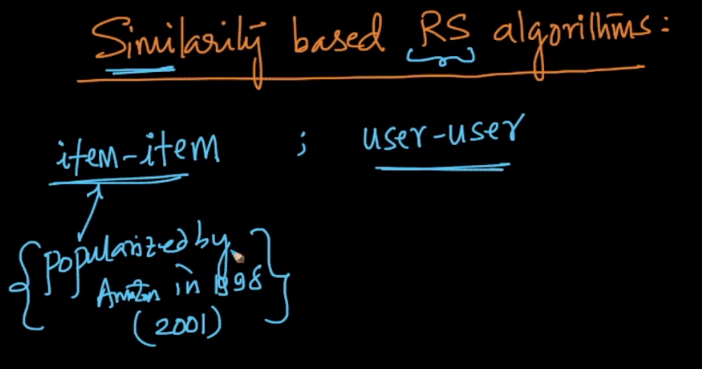 Similarity based RS algorithms:
item-item ; user-user
{popularized by
Amazon in 1998
(2001)}